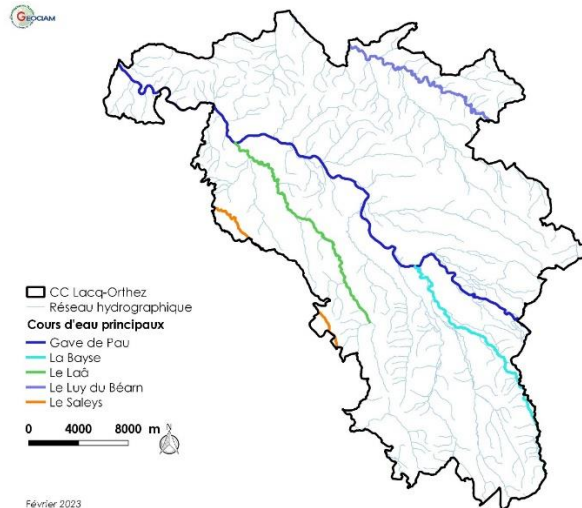 GEOCIAM
CC Lacq-Orthez
Réseau hydrographique
Cours d'eau principaux
Gave de Pau
La Bayse
Le Laâ
Le Luy du Béarn
Le Saleys
0 4000 8000 m
Février 2023